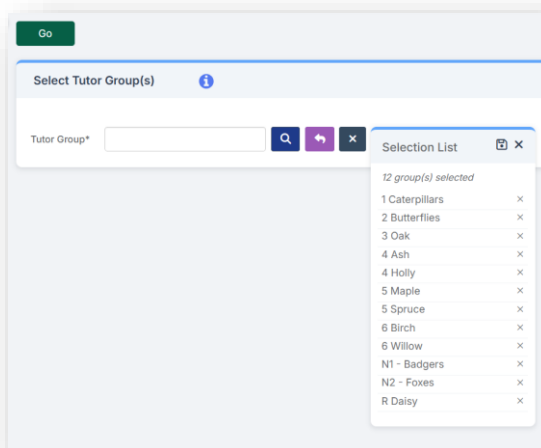 Go
Select Tutor Group(s)
Tutor Group*
Selection List
12 group(s) selected
1 Caterpillars
2 Butterflies
3 Oak
4 Ash
4 Holly
5 Maple
5 Spruce
6 Birch
6 Willow
N1 - Badgers
N2 - Foxes
R Daisy